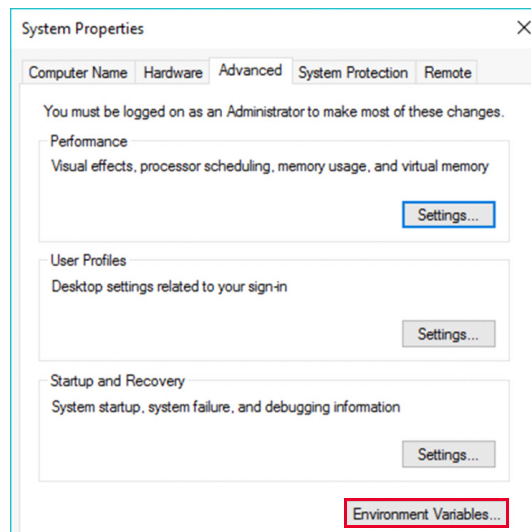 System Properties
Computer Name Hardware Advanced System Protection Remote
You must be logged on as an Administrator to make most of these changes.
Performance
Visual effects, processor scheduling, memory usage, and virtual memory
Settings...
User Profiles
Desktop settings related to your sign-in
Settings...
Startup and Recovery
System startup, system failure, and debugging information
Settings...
Environment Variables...